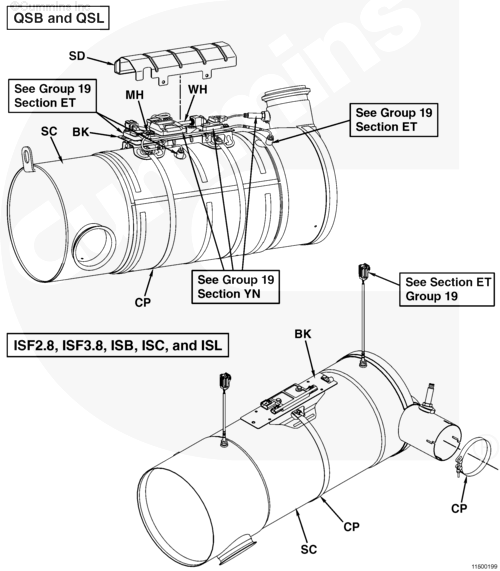 © Cummins Inc
QSB and QSL
SD
See Group 19
Section ET
MH
WH
BK
SC
See Group 19
Section ET
See Group 19
Section YN
CP
See Section ET
Group 19
ISF2.8, ISF3.8, ISB, ISC, and ISL
BK
CP
CP
SC
11800199
Cummins